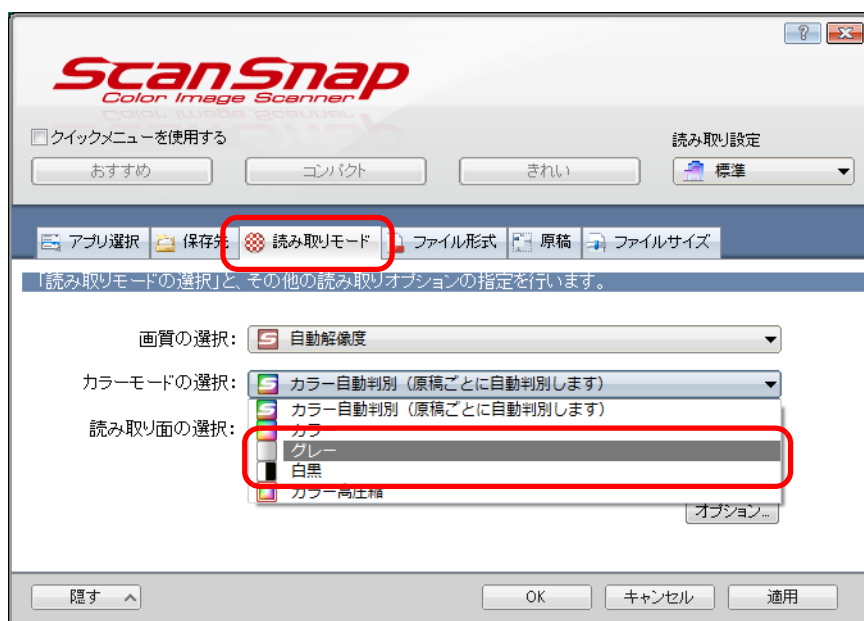 ScanSnap
Color Image Scanner
クイックメニューを使用する
読み取り設定
おすすめ コンパクト きれい 標準
アプリ選択 保存先 読み取りモード ファイル形式 原稿 ファイルサイズ
「読み取りモードの選択」と、その他の読み取りオプションの指定を行います。
画質の選択: 自動解像度
カラーモードの選択: カラー自動判別（原稿ごとに自動判別します）
カラー自動判別（原稿ごとに自動判別します）
読み取り面の選択: カラー
グレー
白黒
カラー高圧縮
オプション...
隠す OK キャンセル 適用